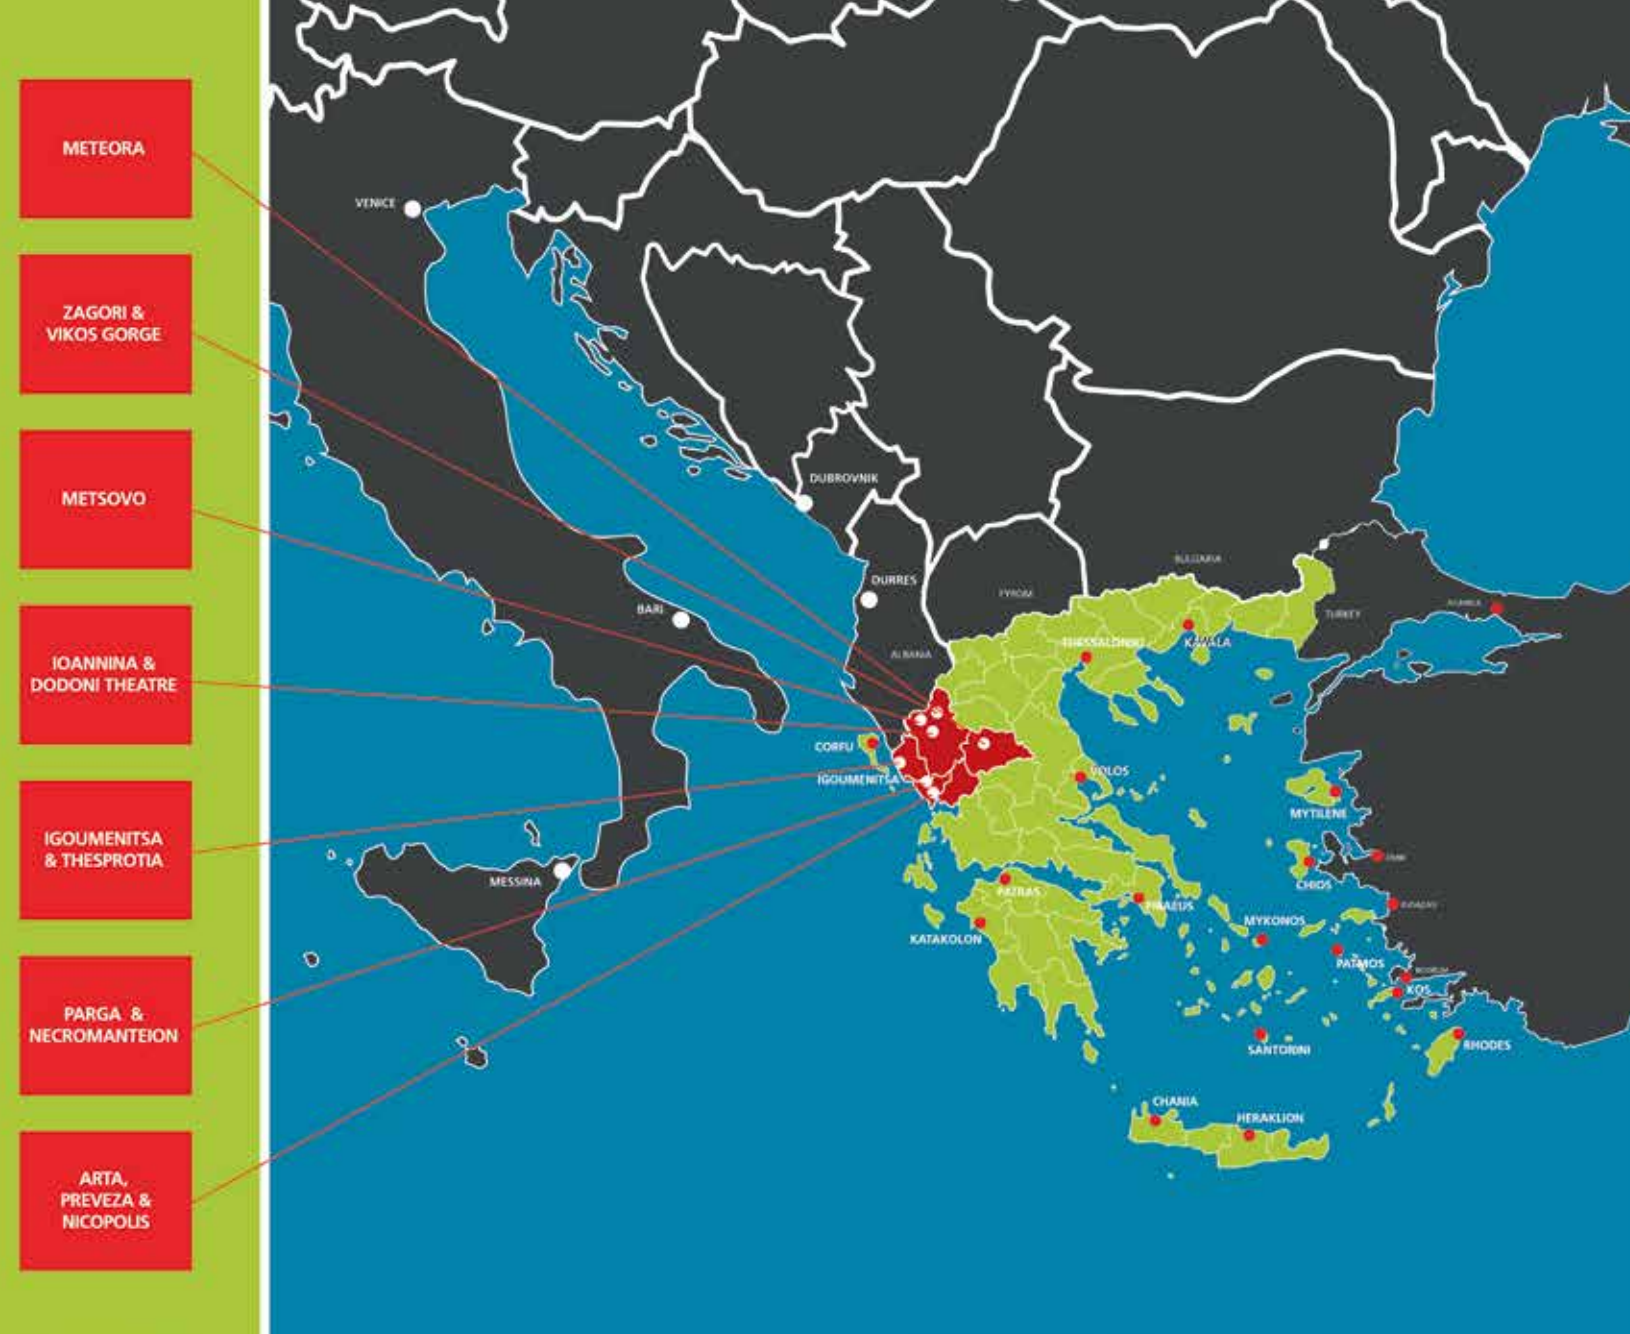 METEORA
ZAGORI &
VIKOS GORGE
METSOVO
IOANNINA &
DODONI THEATRE
IGOUMENITSA
& THESPROTIA
PARGA &
NECROMANTEION
ARTA,
PREVEZA &
NICOPOLIS
VENICE
DUBROVNIK
DURRES
BARI
MESSINA
BULGARIA
FYROM
TURKEY
ALBANIA
THESSALONIKI
KAVALA
CORFU
IGOUMENITSA
VOLOS
MYTILENE
CHIOS
PATRAS
PIRAEUS
KATAKOLON
MYKONOS
PATMOS
KOS
SANTORINI
RHODES
CHANIA
HERAKLION